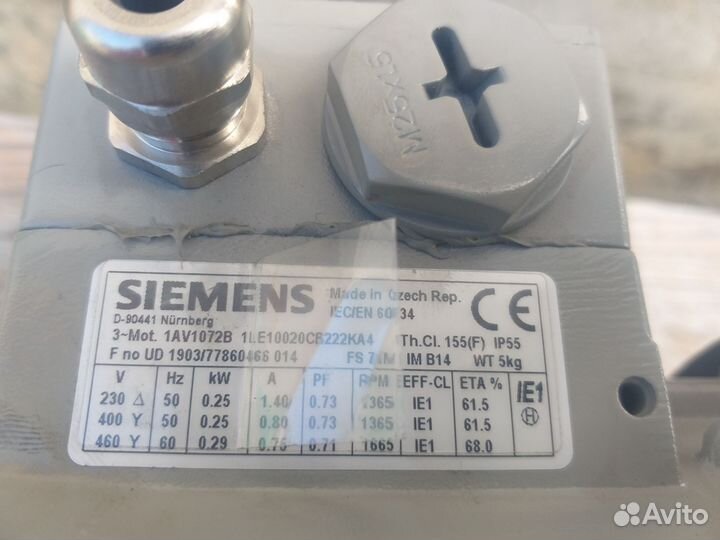 M25X1.5
SIEMENS Made in Czech Rep. CE
D-90441 Nürnberg IEC/EN 60034
3~Mot. 1AV1072B 1LE10020CB222KA4 Th.Cl. 155(F) IP55
F no UD 1903/77860466 014 FS 71M IM B14 WT 5kg
V Hz kW A PF RPM EFF-CL ETA %
230 Δ 50 0.25 1.40 0.73 1365 IE1 61.5
400 Y 50 0.25 0.80 0.73 1365 IE1 61.5
460 Y 60 0.29 0.75 0.71 1665 IE1 68.0
IE1
H
Avito